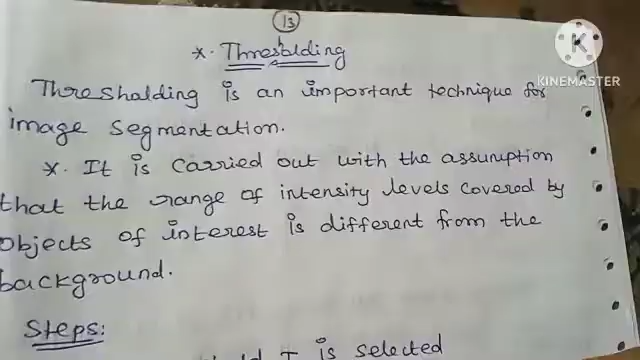 13
*. Thresholding
K
KINEMASTER
Thresholding is an important technique for
image segmentation.
*. It is carried out with the assumption
that the range of intensity levels covered by
objects of interest is different from the
background.
Steps:
T is selected